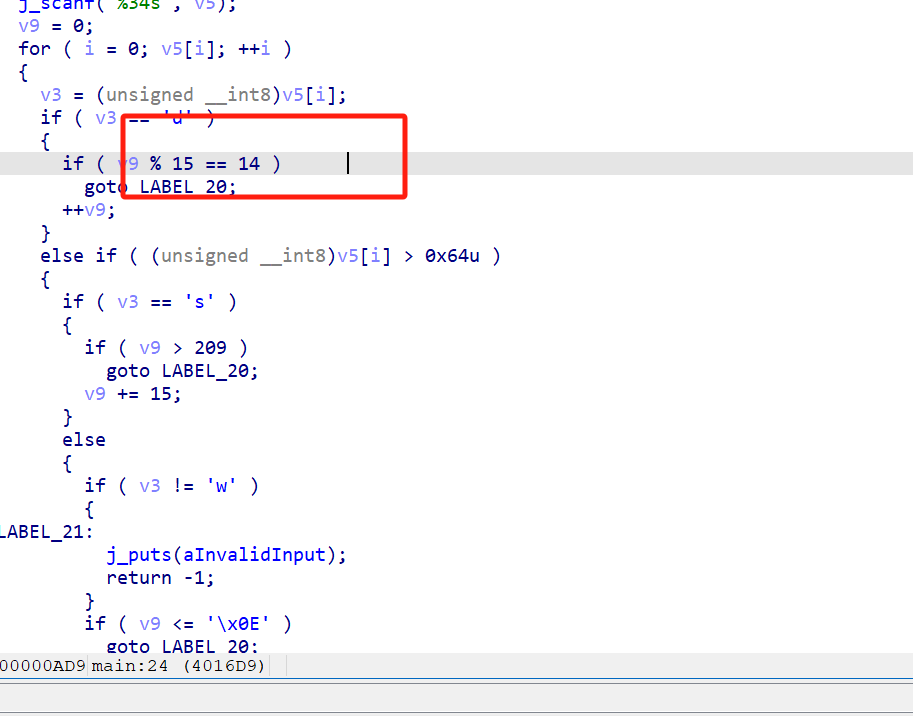 j_scanf( %34s , v5);
v9 = 0;
for ( i = 0; v5[i]; ++i )
{
v3 = (unsigned __int8)v5[i];
if ( v3 == 'd' )
{
if ( v9 % 15 == 14 )
goto LABEL_20;
++v9;
}
else if ( (unsigned __int8)v5[i] > 0x64u )
{
if ( v3 == 's' )
{
if ( v9 > 209 )
goto LABEL_20;
v9 += 15;
}
else
{
if ( v3 != 'w' )
{
LABEL_21:
j_puts(aInvalidInput);
return -1;
}
if ( v9 <= '\x0E' )
goto LABEL_20;
00000AD9 main:24 (4016D9)